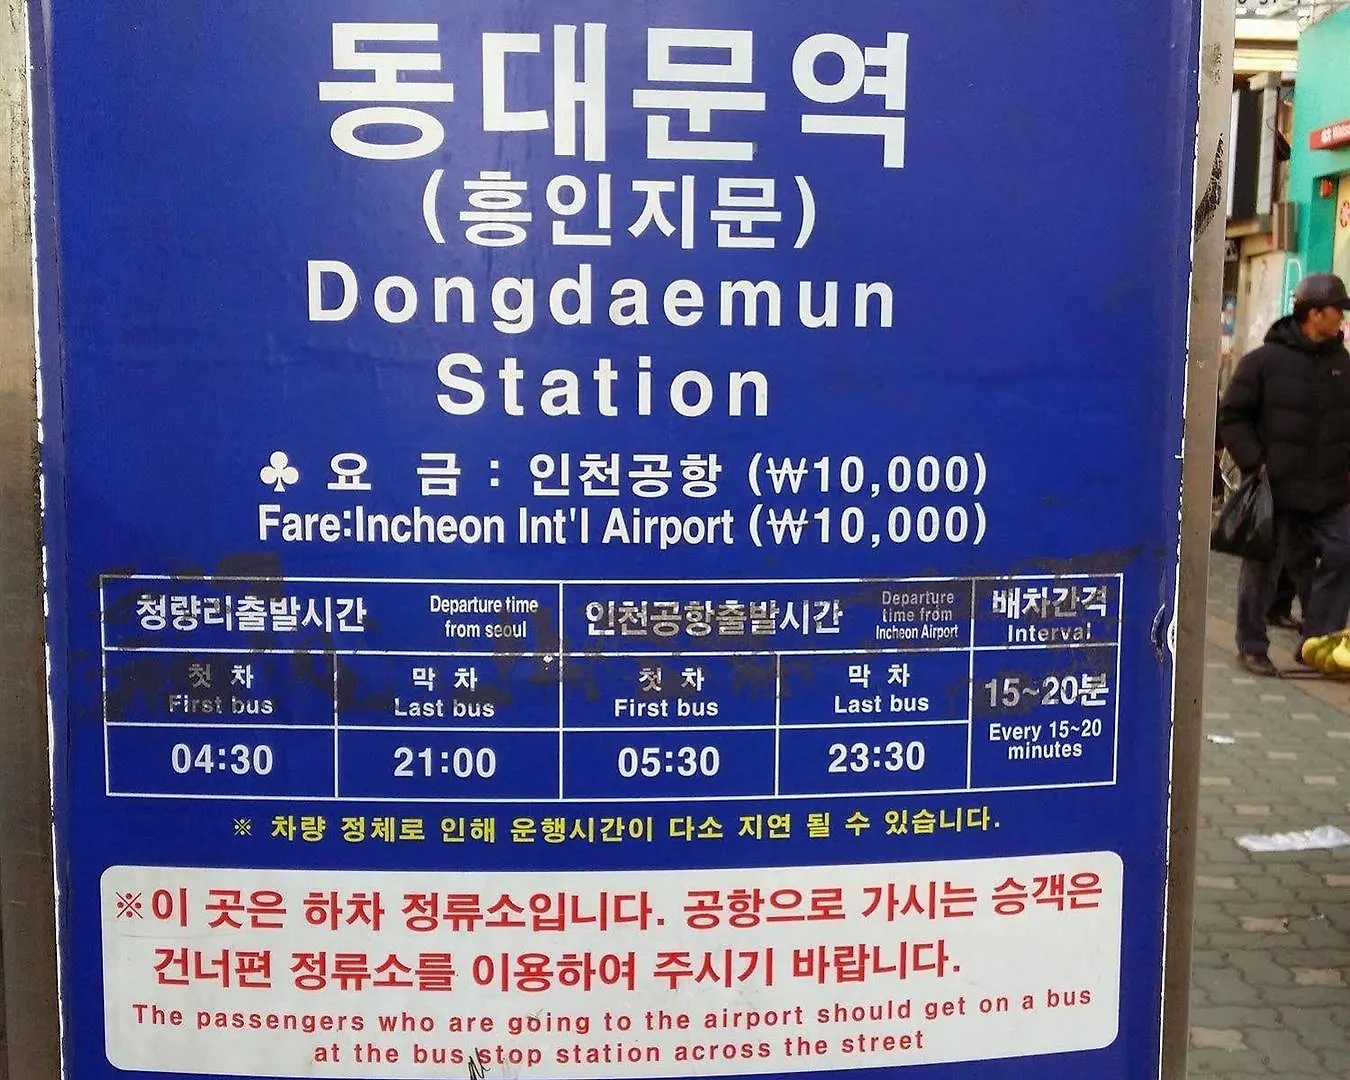 동대문역
(흥인지문)
Dongdaemun
Station
♣ 요 금 : 인천공항 (₩10,000)
Fare:Incheon Int'l Airport (₩10,000)
청량리출발시간 Departure time from seoul 인천공항출발시간 Departure time from Incheon Airport 배차간격 Interval
첫 차 First bus 막 차 Last bus 첫 차 First bus 막 차 Last bus 15~20분 Every 15~20 minutes
04:30 21:00 05:30 23:30
※ 차량 정체로 인해 운행시간이 다소 지연 될 수 있습니다.
※이 곳은 하차 정류소입니다. 공항으로 가시는 승객은
건너편 정류소를 이용하여 주시기 바랍니다.
The passengers who are going to the airport should get on a bus
at the bus stop station across the street